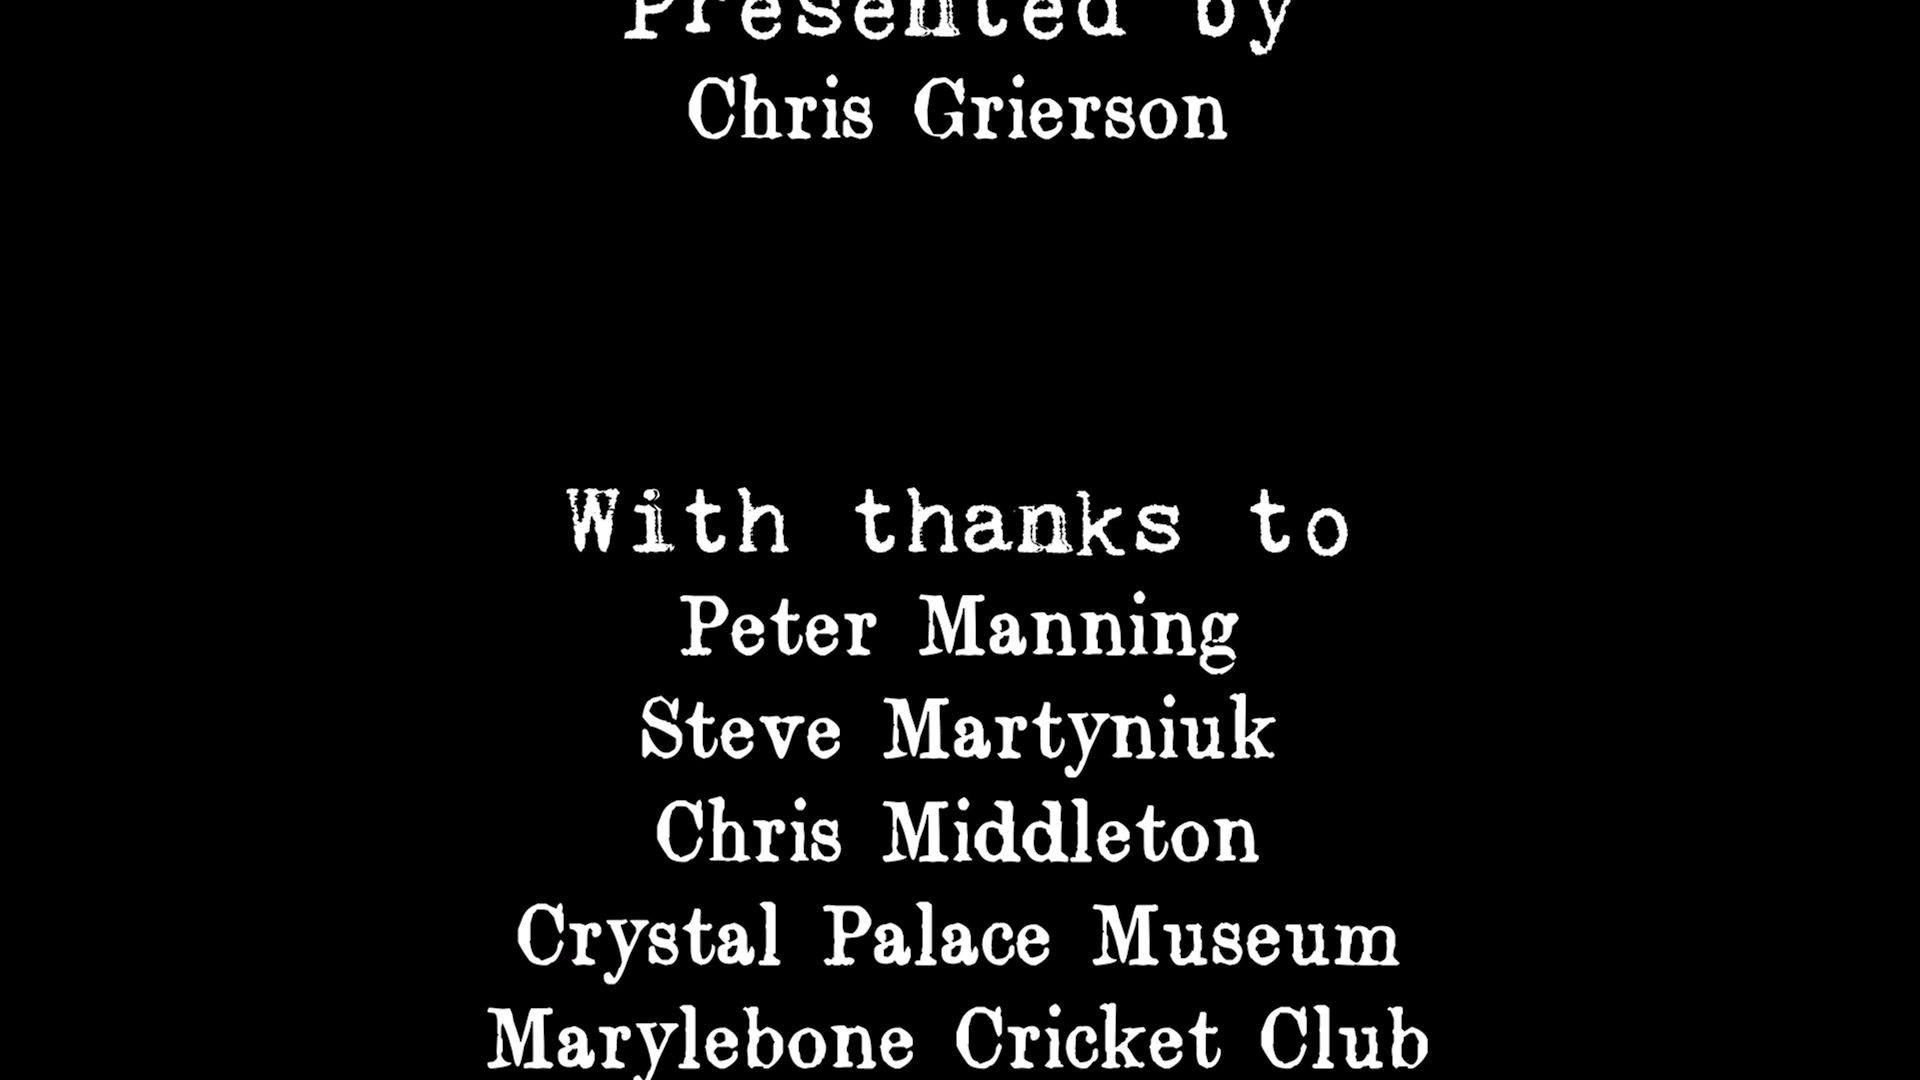 Presented by
Chris Grierson
With thanks to
Peter Manning
Steve Martyniuk
Chris Middleton
Crystal Palace Museum
Marylebone Cricket Club